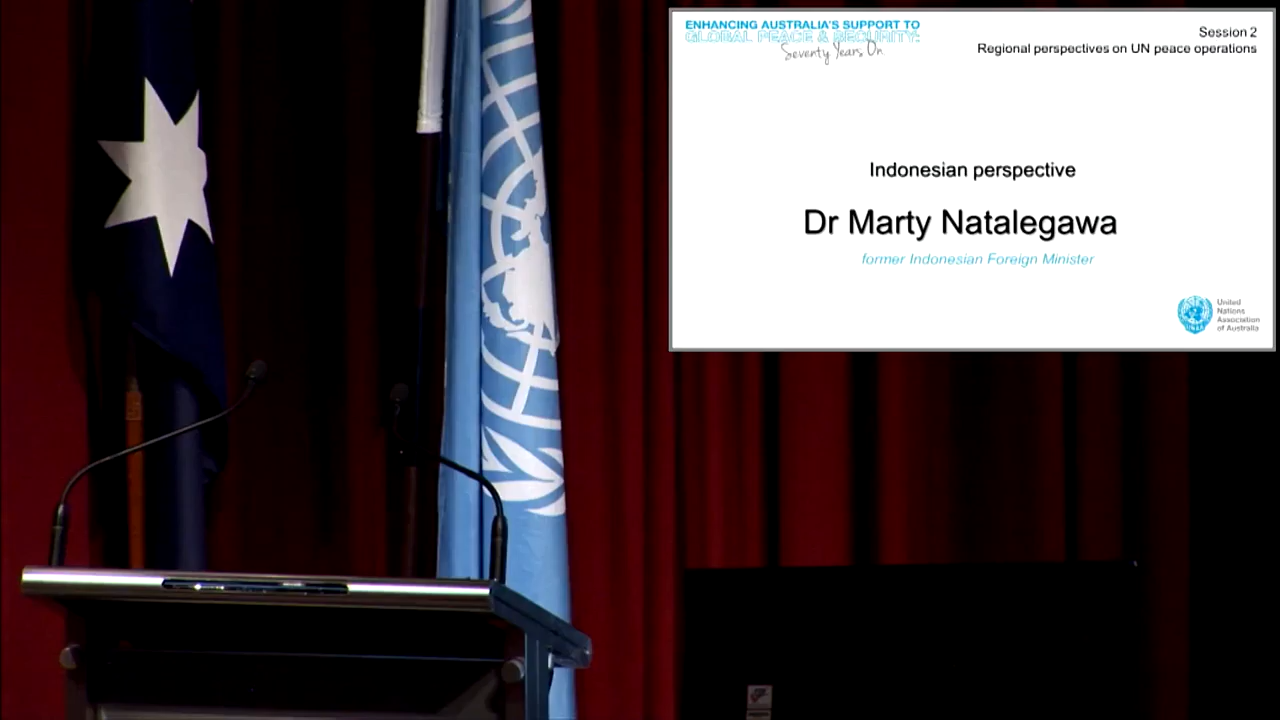 ENHANCING AUSTRALIA'S SUPPORT TO
GLOBAL PEACE & SECURITY:
Seventy Years On
Session 2
Regional perspectives on UN peace operations
Indonesian perspective
Dr Marty Natalegawa
former Indonesian Foreign Minister
United
Nations
Association
of Australia